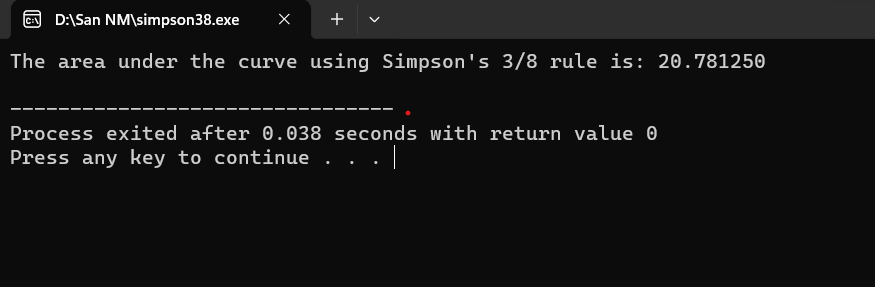 D:\San NM\simpson38.exe
The area under the curve using Simpson's 3/8 rule is: 20.781250
--------------------------------
Process exited after 0.038 seconds with return value 0
Press any key to continue . . .